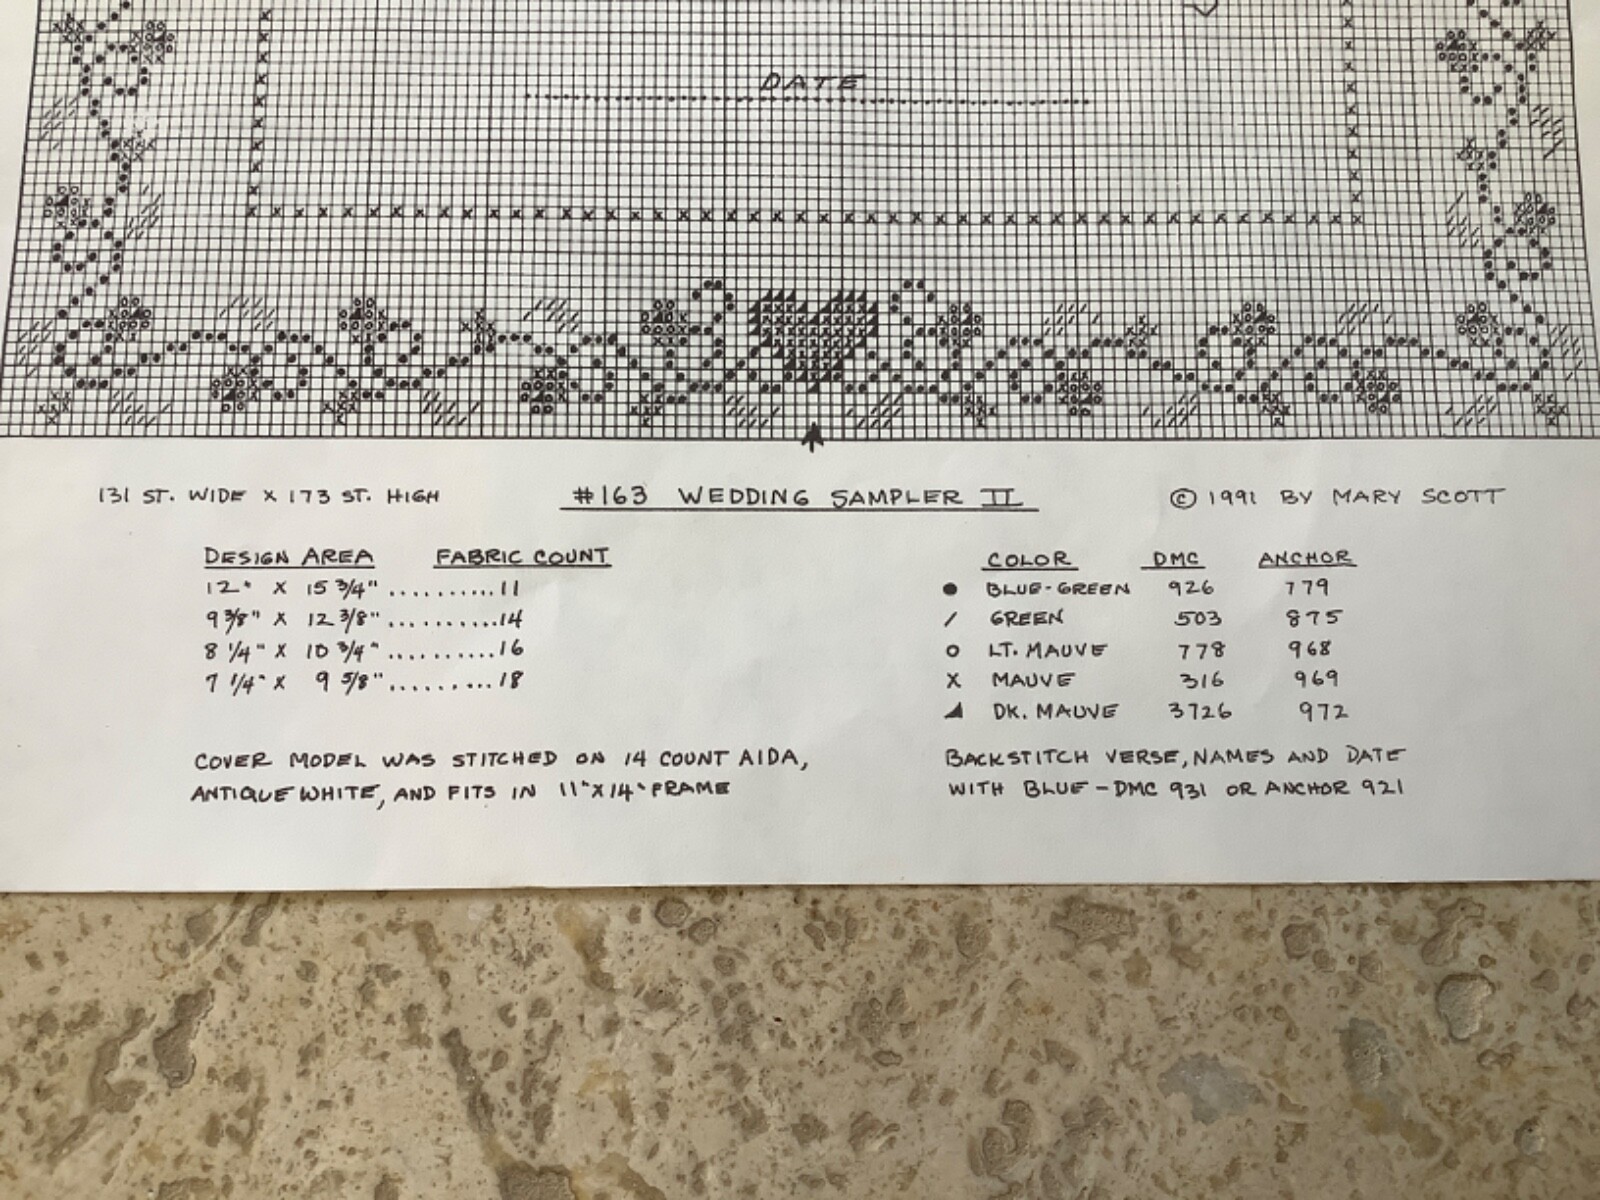 DATE
131 ST. WIDE X 173 ST. HIGH
#163 WEDDING SAMPLER II
© 1991 BY MARY SCOTT
DESIGN AREA FABRIC COUNT
12" X 15 3/4" .......... 11
9 3/8" X 12 3/8" .......... 14
8 1/4" X 10 3/4" .......... 16
7 1/4" X 9 5/8" .......... 18
COLOR DMC ANCHOR
● BLUE-GREEN 926 779
/ GREEN 503 875
o LT. MAUVE 778 968
X MAUVE 316 969
◢ DK. MAUVE 3726 972
COVER MODEL WAS STITCHED ON 14 COUNT AIDA,
ANTIQUE WHITE, AND FITS IN 11"X14" FRAME
BACKSTITCH VERSE, NAMES AND DATE
WITH BLUE - DMC 931 OR ANCHOR 921